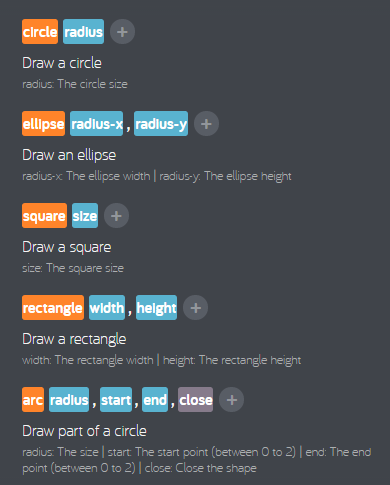 circle radius +
Draw a circle
radius: The circle size
ellipse radius-x , radius-y +
Draw an ellipse
radius-x: The ellipse width | radius-y: The ellipse height
square size +
Draw a square
size: The square size
rectangle width , height +
Draw a rectangle
width: The rectangle width | height: The rectangle height
arc radius , start , end , close +
Draw part of a circle
radius: The size | start: The start point (between 0 to 2) | end: The end
point (between 0 to 2) | close: Close the shape